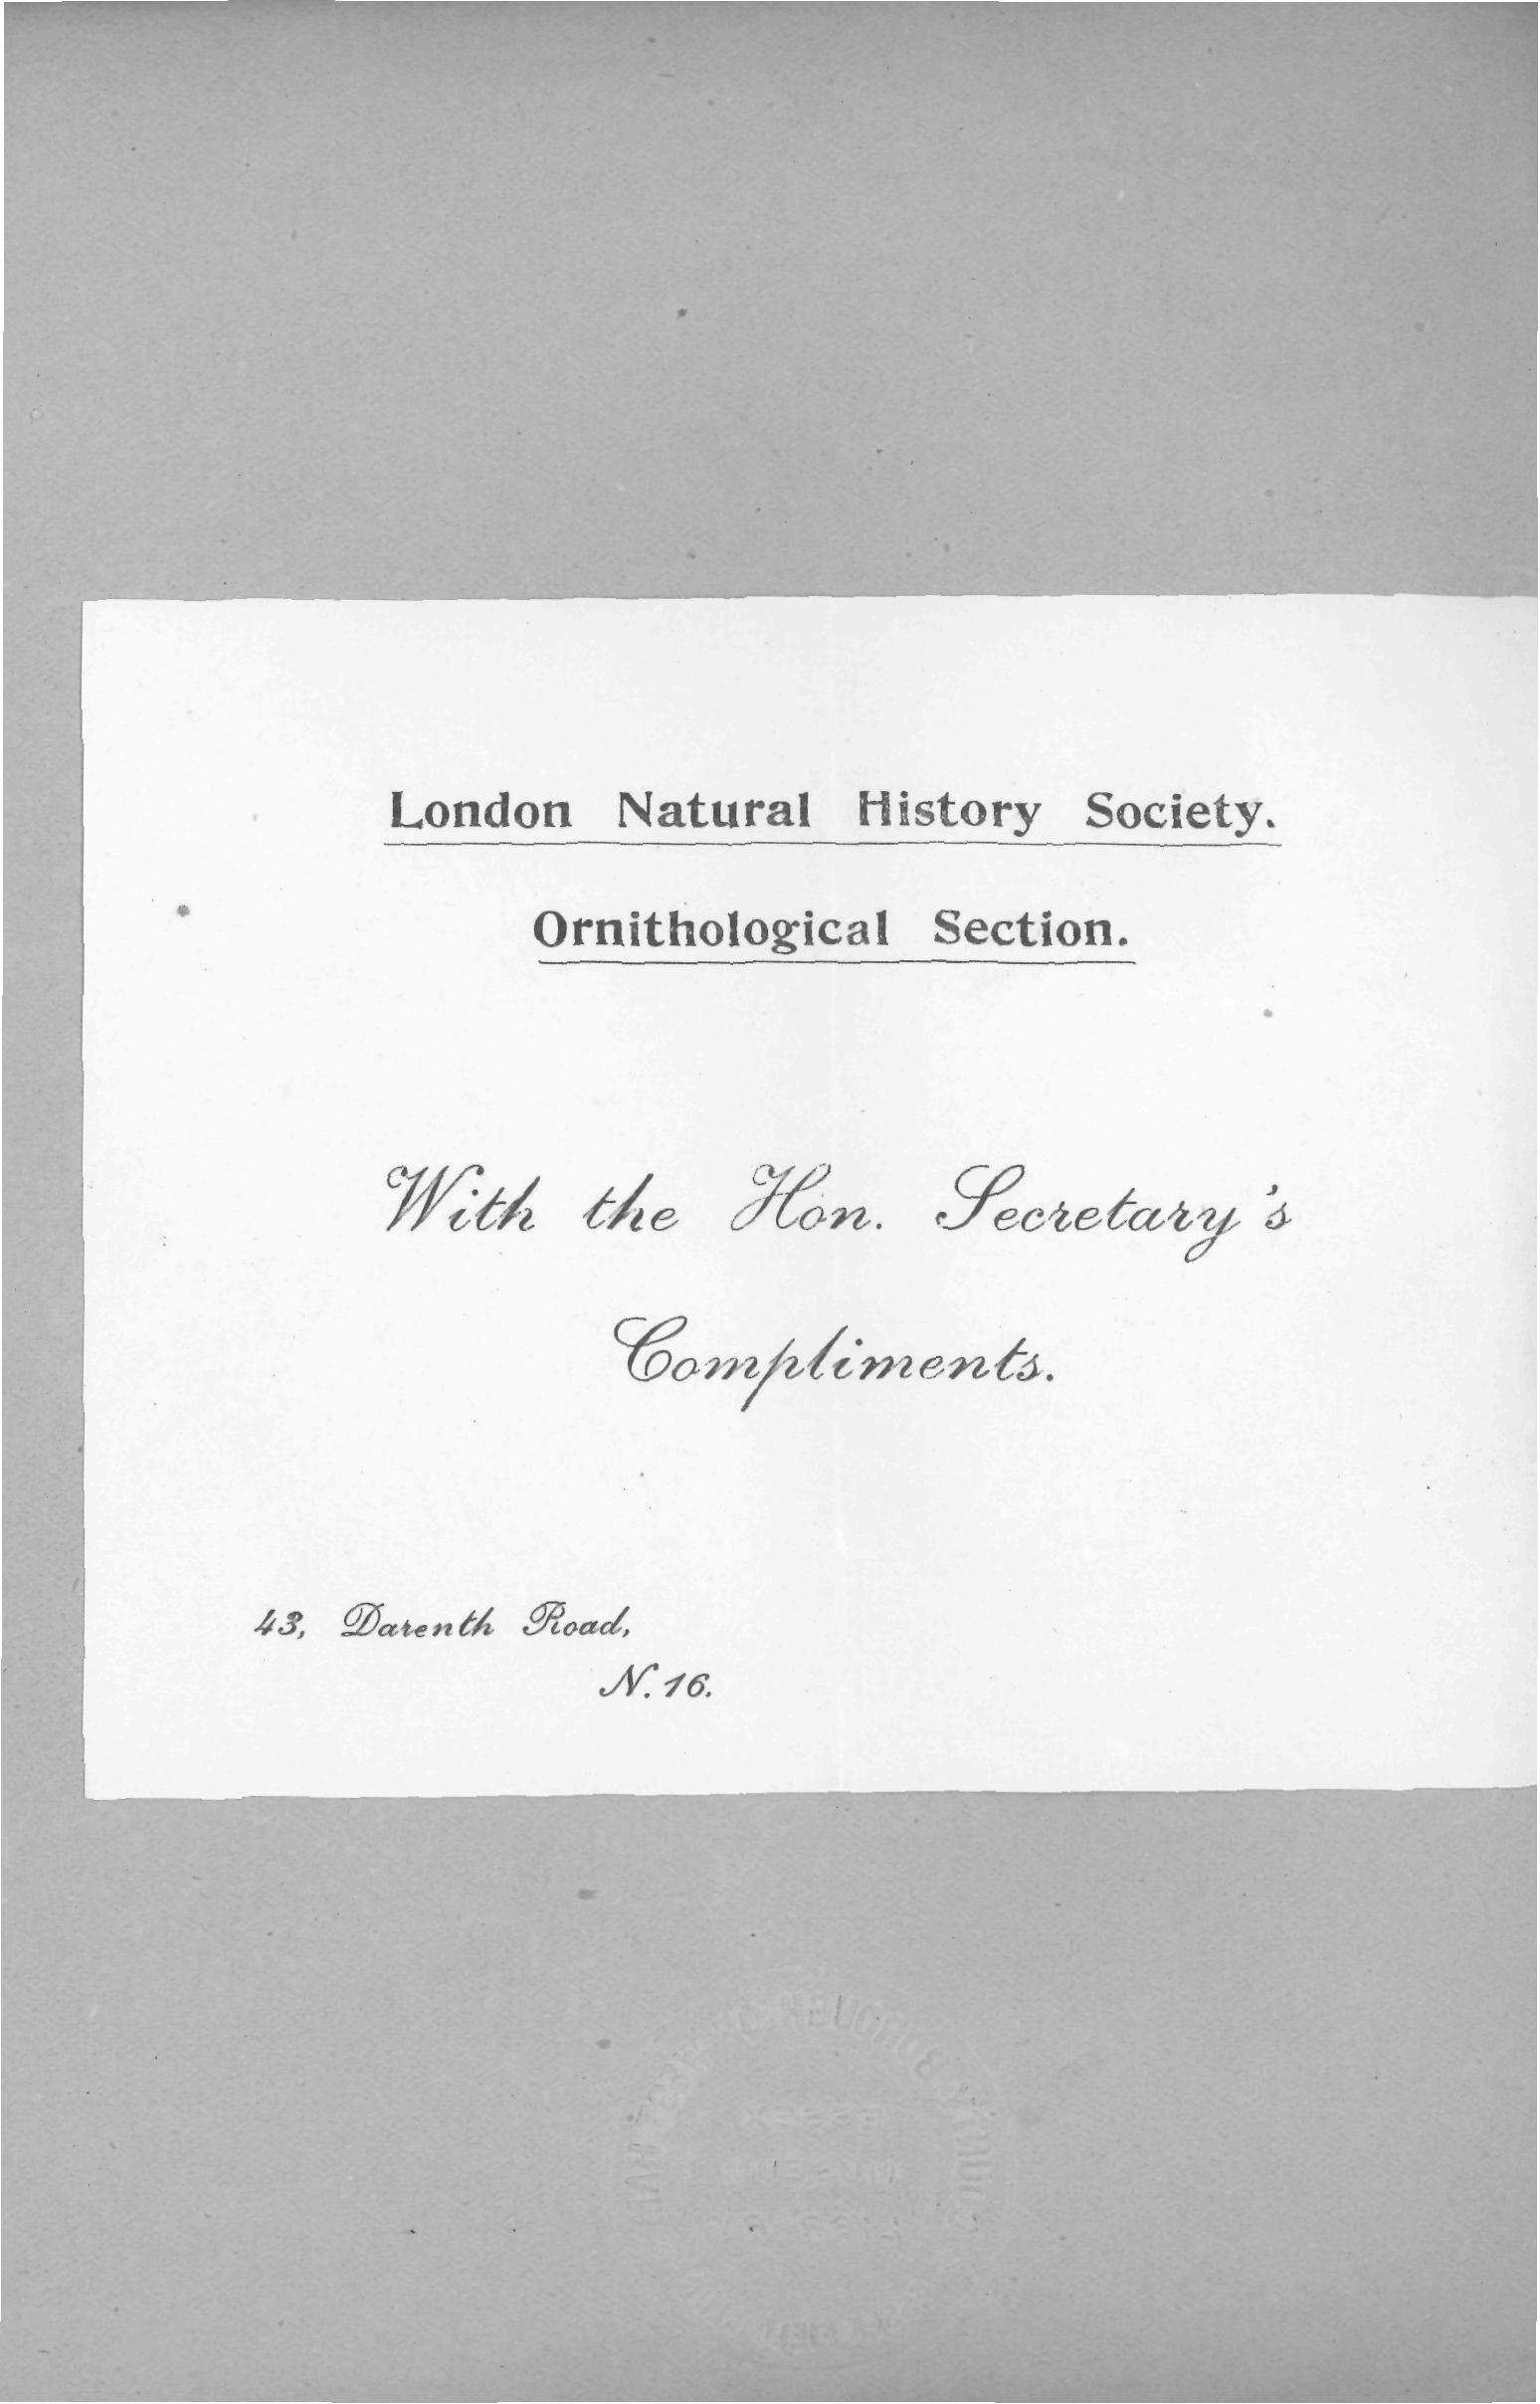 London Natural History Society.
Ornithological Section.
With the Hon. Secretary's
Compliments.
43, Darenth Road,
N. 16.